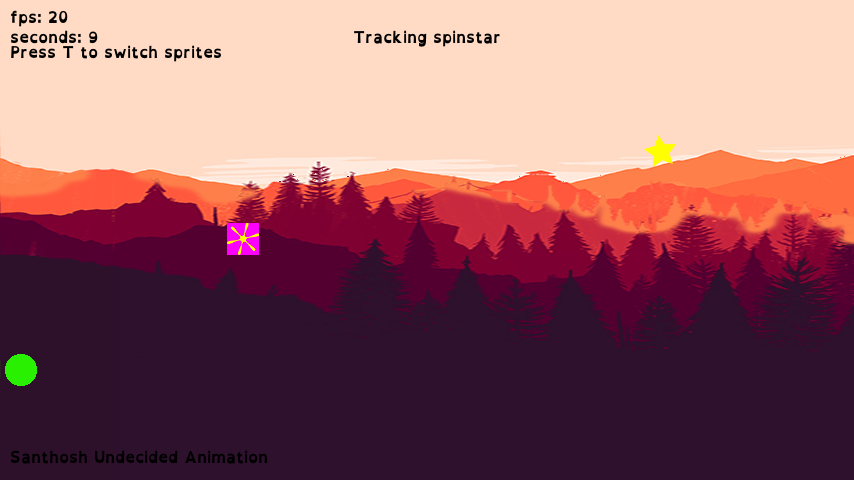 fps: 20
seconds: 9
Tracking spinstar
Press T to switch sprites
Santhosh Undecided Animation